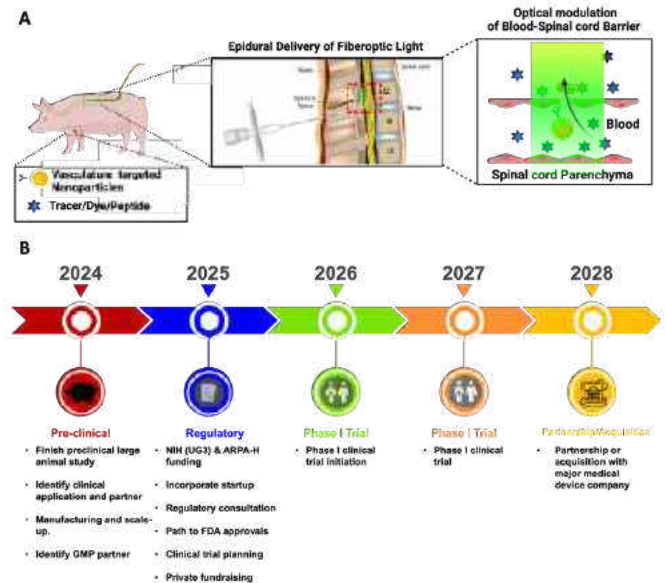 A
Optical modulation
of Blood-Spinal cord Barrier
Epidural Delivery of Fiberoptic Light
Blood
Spinal cord Parenchyma
Vasculature targeted
Nanoparticles
Tracer/Dye/Peptide
B
2024
2025
2026
2027
2028
Pre-clinical
• Finish preclinical large
animal study
• Identify clinical
application and partner
• Manufacturing and scale-
up.
• Identify GMP partner
Regulatory
• NIH (UG3) & ARPA-H
funding
• Incorporate startup
• Regulatory consultation
• Path to FDA approvals
• Clinical trial planning
• Private fundraising
Phase I Trial
• Phase I clinical
trial initiation
Phase I Trial
• Phase I clinical
trial
Partnership/Acquisition
• Partnership or
acquisition with
major medical
device company